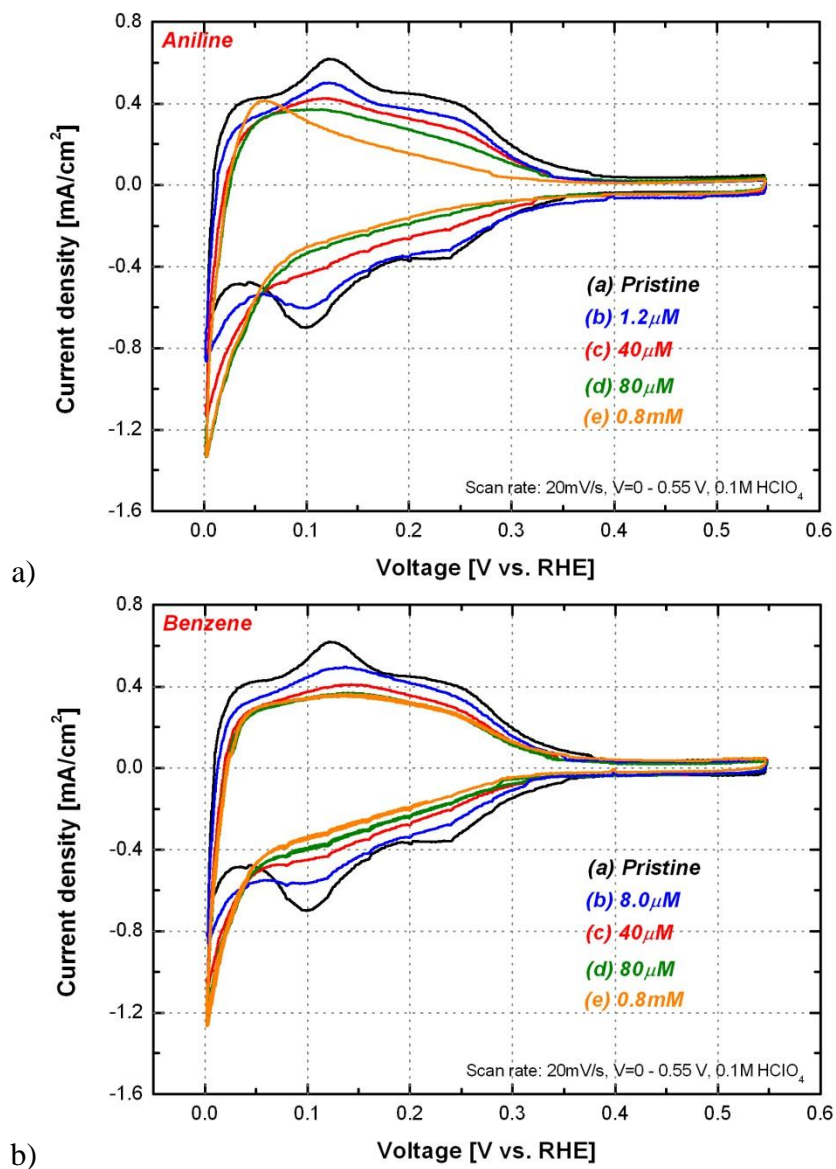 Aniline
0.8
0.4
0.0
-0.4
-0.8
-1.2
-1.6
Current density [mA/cm²]
(a) Pristine
(b) 1.2μM
(c) 40μM
(d) 80μM
(e) 0.8mM
Scan rate: 20mV/s, V=0 - 0.55 V, 0.1M HClO₄
0.0 0.1 0.2 0.3 0.4 0.5 0.6
Voltage [V vs. RHE]
a)
Benzene
0.8
0.4
0.0
-0.4
-0.8
-1.2
-1.6
Current density [mA/cm²]
(a) Pristine
(b) 8.0μM
(c) 40μM
(d) 80μM
(e) 0.8mM
Scan rate: 20mV/s, V=0 - 0.55 V, 0.1M HClO₄
0.0 0.1 0.2 0.3 0.4 0.5 0.6
Voltage [V vs. RHE]
b)